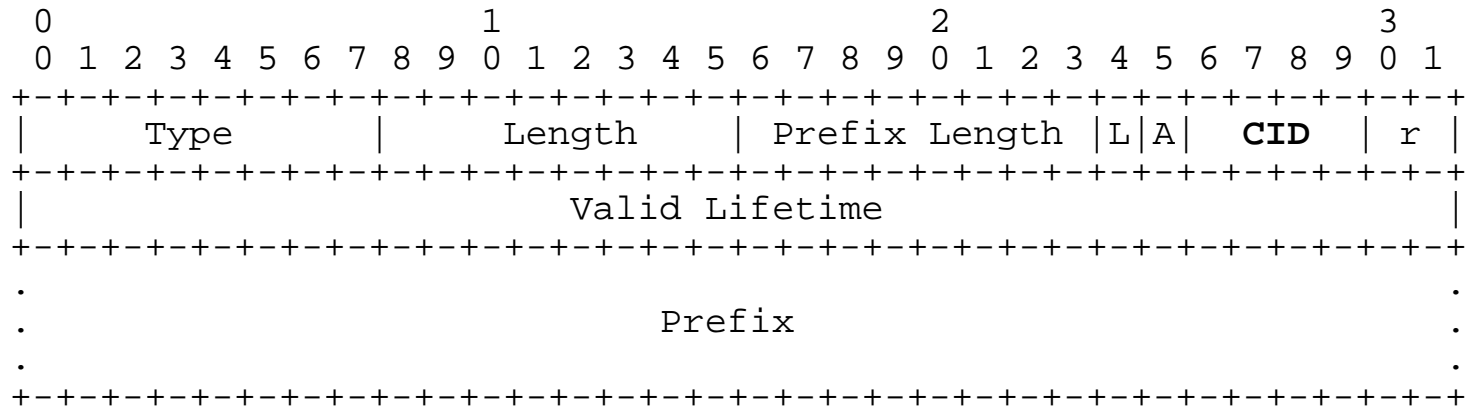 0                   1                   2                   3
 0 1 2 3 4 5 6 7 8 9 0 1 2 3 4 5 6 7 8 9 0 1 2 3 4 5 6 7 8 9 0 1
+-+-+-+-+-+-+-+-+-+-+-+-+-+-+-+-+-+-+-+-+-+-+-+-+-+-+-+-+-+-+-+-+
|     Type      |     Length    | Prefix Length |L|A|  CID  | r |
+-+-+-+-+-+-+-+-+-+-+-+-+-+-+-+-+-+-+-+-+-+-+-+-+-+-+-+-+-+-+-+-+
|                        Valid Lifetime                         |
+-+-+-+-+-+-+-+-+-+-+-+-+-+-+-+-+-+-+-+-+-+-+-+-+-+-+-+-+-+-+-+-+
.                                                               .
.                            Prefix                             .
.                                                               .
+-+-+-+-+-+-+-+-+-+-+-+-+-+-+-+-+-+-+-+-+-+-+-+-+-+-+-+-+-+-+-+-+